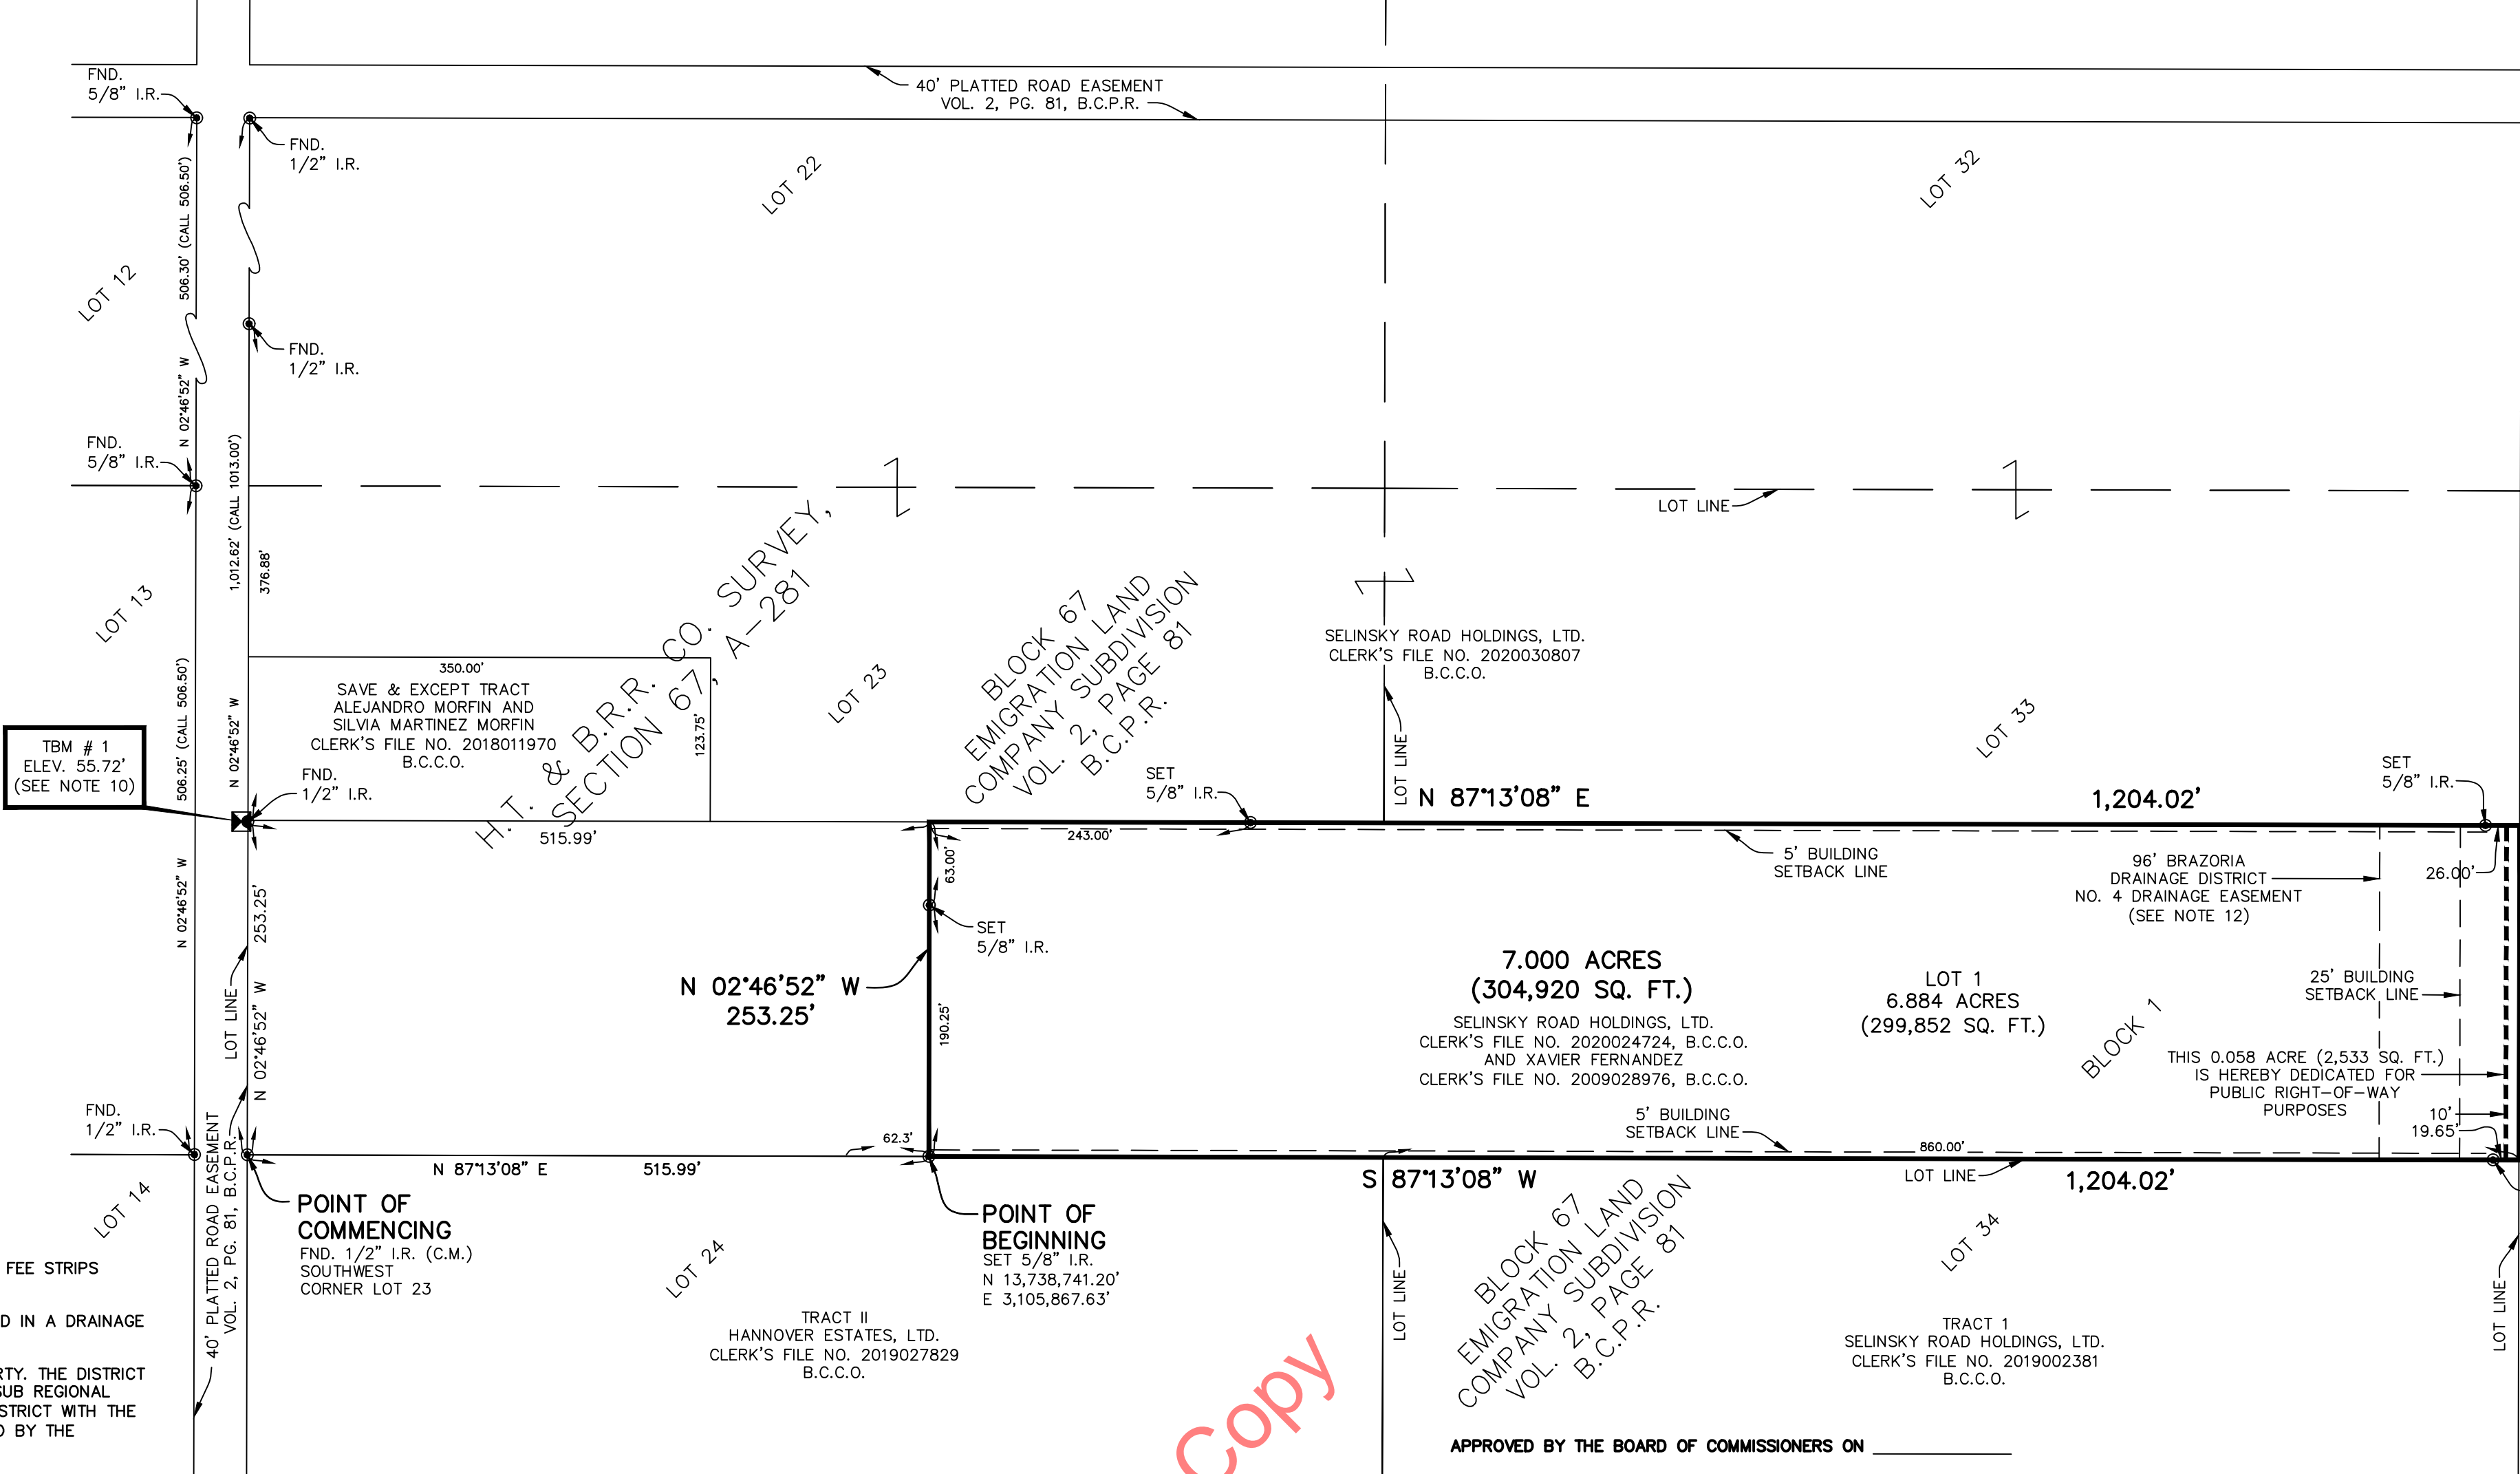 FND.
5/8" I.R.
40' PLATTED ROAD EASEMENT
VOL. 2, PG. 81, B.C.P.R.
FND.
1/2" I.R.
LOT 22
LOT 32
506.30' (CALL 506.50')
N 02°46'52" W
LOT 12
FND.
1/2" I.R.
FND.
5/8" I.R.
1,012.62' (CALL 1013.00')
N 02°46'52" W
376.88'
LOT LINE
H.T. & B.R.R. CO. SURVEY,
SECTION 67, A-281
LOT 13
506.25' (CALL 506.50')
N 02°46'52" W
350.00'
SAVE & EXCEPT TRACT
ALEJANDRO MORFIN AND
SILVIA MARTINEZ MORFIN
CLERK'S FILE NO. 2018011970
B.C.C.O.
123.75'
LOT 23
BLOCK 67
EMIGRATION LAND
COMPANY SUBDIVISION
VOL. 2, PAGE 81
B.C.P.R.
SELINSKY ROAD HOLDINGS, LTD.
CLERK'S FILE NO. 2020030807
B.C.C.O.
LOT 33
LOT LINE
TBM # 1
ELEV. 55.72'
(SEE NOTE 10)
FND.
1/2" I.R.
515.99'
SET
5/8" I.R.
N 87°13'08" E
1,204.02'
SET
5/8" I.R.
243.00'
63.00'
5' BUILDING
SETBACK LINE
96' BRAZORIA
DRAINAGE DISTRICT
NO. 4 DRAINAGE EASEMENT
(SEE NOTE 12)
26.00'
253.25'
N 02°46'52" W
LOT LINE
SET
5/8" I.R.
N 02°46'52" W
253.25'
190.25'
7.000 ACRES
(304,920 SQ. FT.)
SELINSKY ROAD HOLDINGS, LTD.
CLERK'S FILE NO. 2020024724, B.C.C.O.
AND XAVIER FERNANDEZ
CLERK'S FILE NO. 2009028976, B.C.C.O.
LOT 1
6.884 ACRES
(299,852 SQ. FT.)
BLOCK 1
25' BUILDING
SETBACK LINE
THIS 0.058 ACRE (2,533 SQ. FT.)
IS HEREBY DEDICATED FOR
PUBLIC RIGHT-OF-WAY
PURPOSES
10'
19.65'
5' BUILDING
SETBACK LINE
860.00'
FND.
1/2" I.R.
62.3'
N 87°13'08" E
515.99'
S 87°13'08" W
LOT LINE
1,204.02'
LOT 14
40' PLATTED ROAD EASEMENT
VOL. 2, PG. 81, B.C.P.R.
POINT OF
COMMENCING
FND. 1/2" I.R. (C.M.)
SOUTHWEST
CORNER LOT 23
LOT 24
POINT OF
BEGINNING
SET 5/8" I.R.
N 13,738,741.20'
E 3,105,867.63'
LOT LINE
BLOCK 67
EMIGRATION LAND
COMPANY SUBDIVISION
VOL. 2, PAGE 81
B.C.P.R.
LOT 34
LOT LINE
TRACT II
HANNOVER ESTATES, LTD.
CLERK'S FILE NO. 2019027829
B.C.C.O.
TRACT 1
SELINSKY ROAD HOLDINGS, LTD.
CLERK'S FILE NO. 2019002381
B.C.C.O.
FEE STRIPS
D IN A DRAINAGE
RTY. THE DISTRICT
SUB REGIONAL
STRICT WITH THE
D BY THE
Copy
APPROVED BY THE BOARD OF COMMISSIONERS ON